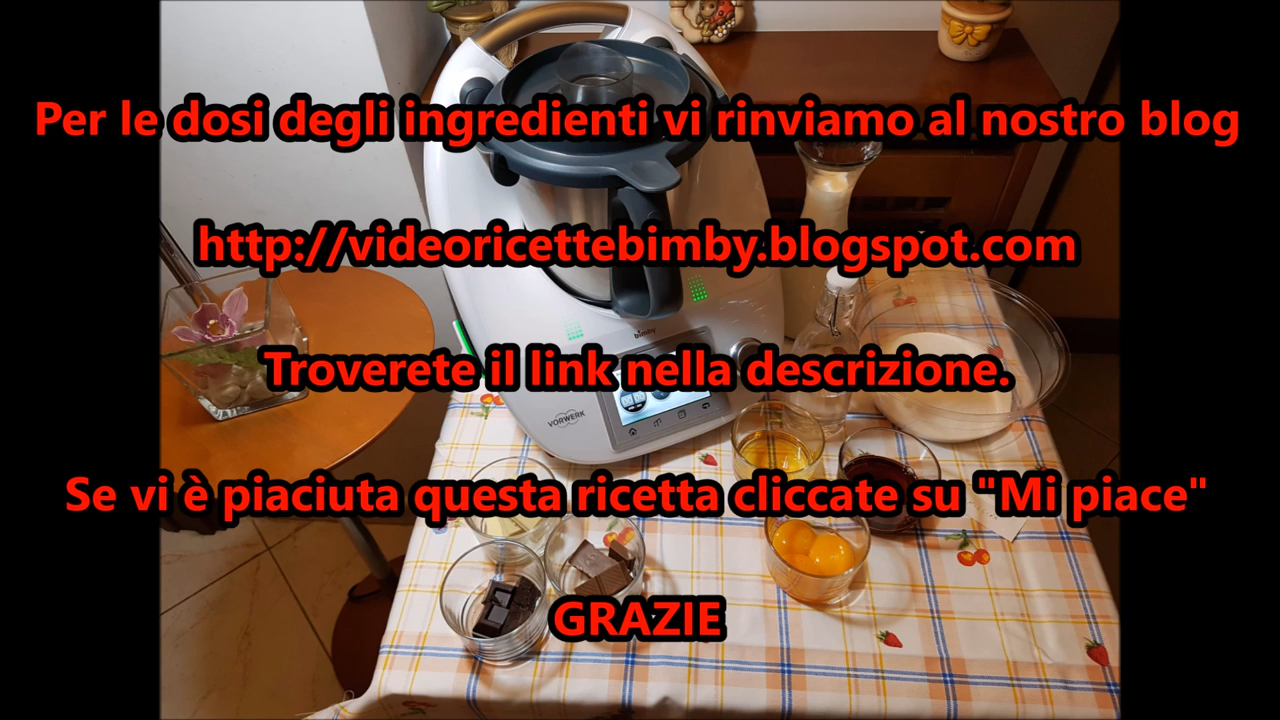 Per le dosi degli ingredienti vi rinviamo al nostro blog
http://videoricettebimby.blogspot.com
bimby
Troverete il link nella descrizione.
VORWERK
Se vi è piaciuta questa ricetta cliccate su "Mi piace"
GRAZIE